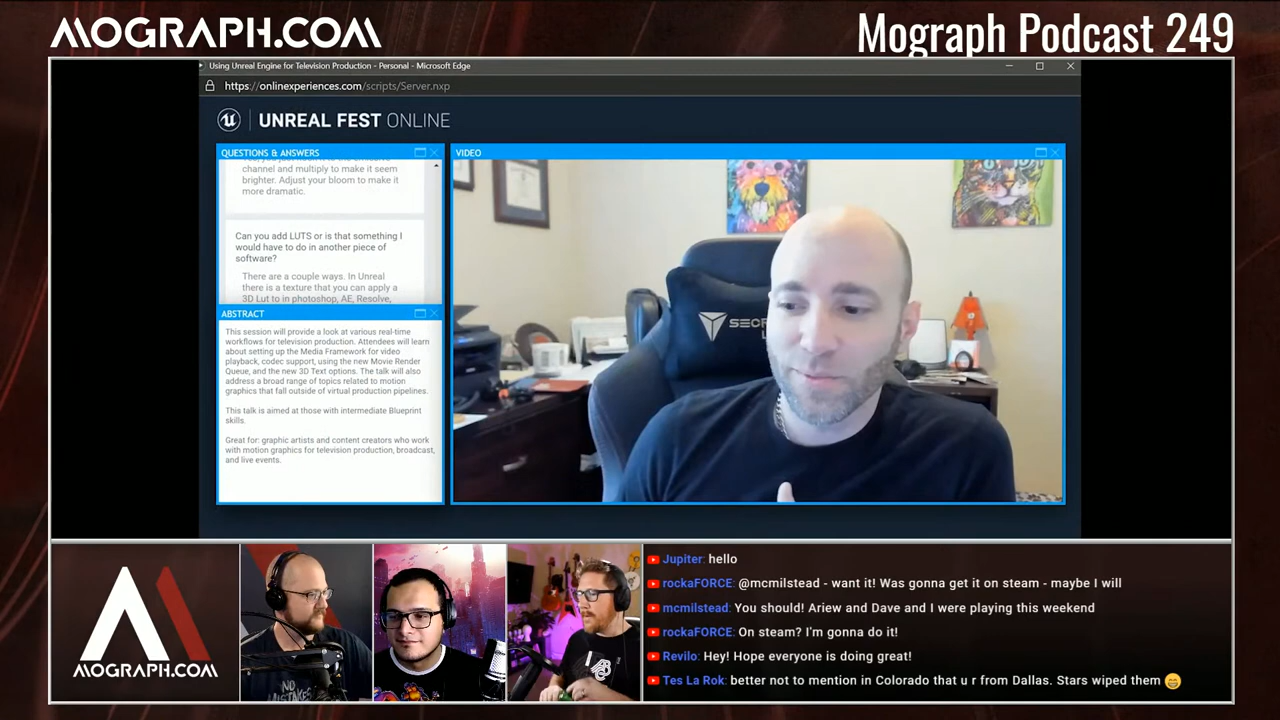 MOGRAPH.COM
Mograph Podcast 249
Using Unreal Engine for Television Production - Personal - Microsoft Edge
https://onlinexperiences.com/scripts/Server.nxp
UNREAL FEST ONLINE
QUESTIONS & ANSWERS
channel and multiply to make it seem
brighter. Adjust your bloom to make it
more dramatic.
Can you add LUTS or is that something I
would have to do in another piece of
software?
There are a couple ways. In Unreal
there is a texture that you can apply a
3D Lut to in photoshop, AE, Resolve,
ABSTRACT
This session will provide a look at various real-time
workflows for television production. Attendees will learn
about setting up the Media Framework for video
playback, codec support, using the new Movie Render
Queue, and the new 3D Text options. The talk will also
address a broad range of topics related to motion
graphics that fall outside of virtual production pipelines.
This talk is aimed at those with intermediate Blueprint
skills.
Great for: graphic artists and content creators who work
with motion graphics for television production, broadcast,
and live events.
VIDEO
SEC
MOGRAPH.COM
NO
MISTAKES
Jupiter: hello
rockaFORCE: @mcmilstead - want it! Was gonna get it on steam - maybe I will
mcmilstead: You should! Ariew and Dave and I were playing this weekend
rockaFORCE: On steam? I'm gonna do it!
Revilo: Hey! Hope everyone is doing great!
Tes La Rok: better not to mention in Colorado that u r from Dallas. Stars wiped them 😄